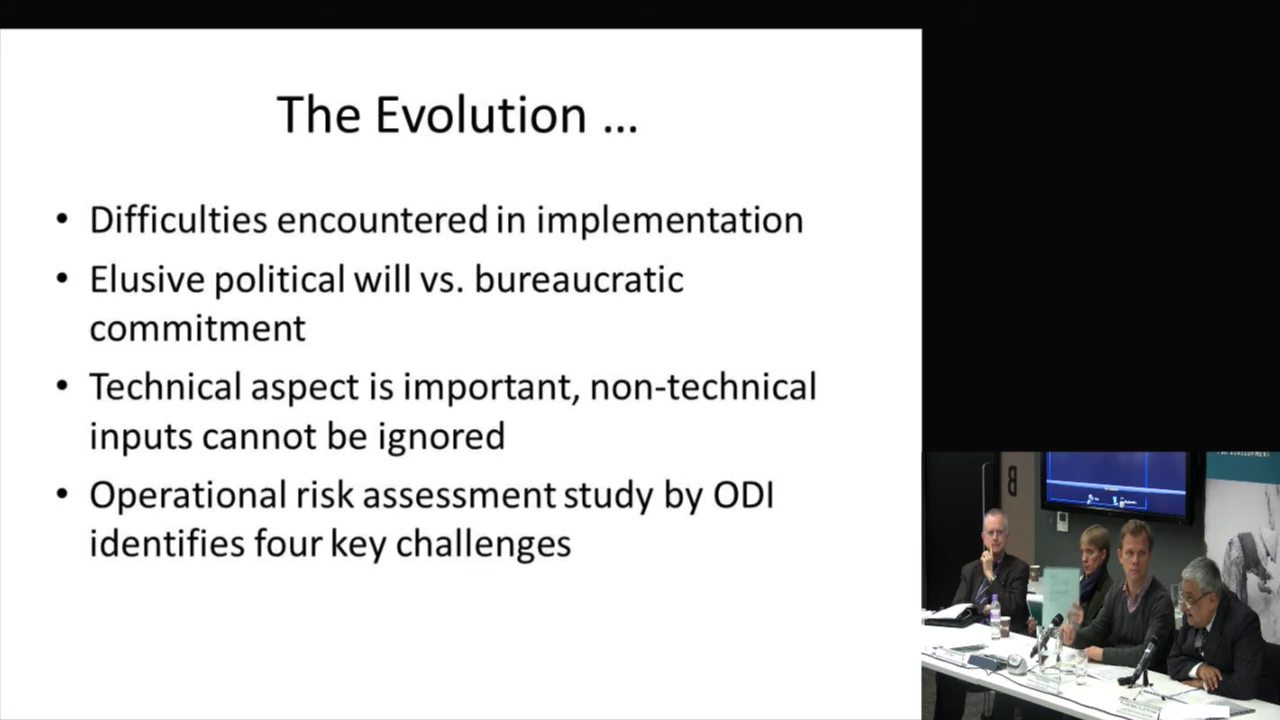 The Evolution ...
• Difficulties encountered in implementation
• Elusive political will vs. bureaucratic
commitment
• Technical aspect is important, non-technical
inputs cannot be ignored
• Operational risk assessment study by ODI
identifies four key challenges
B
DEVELOPMENT